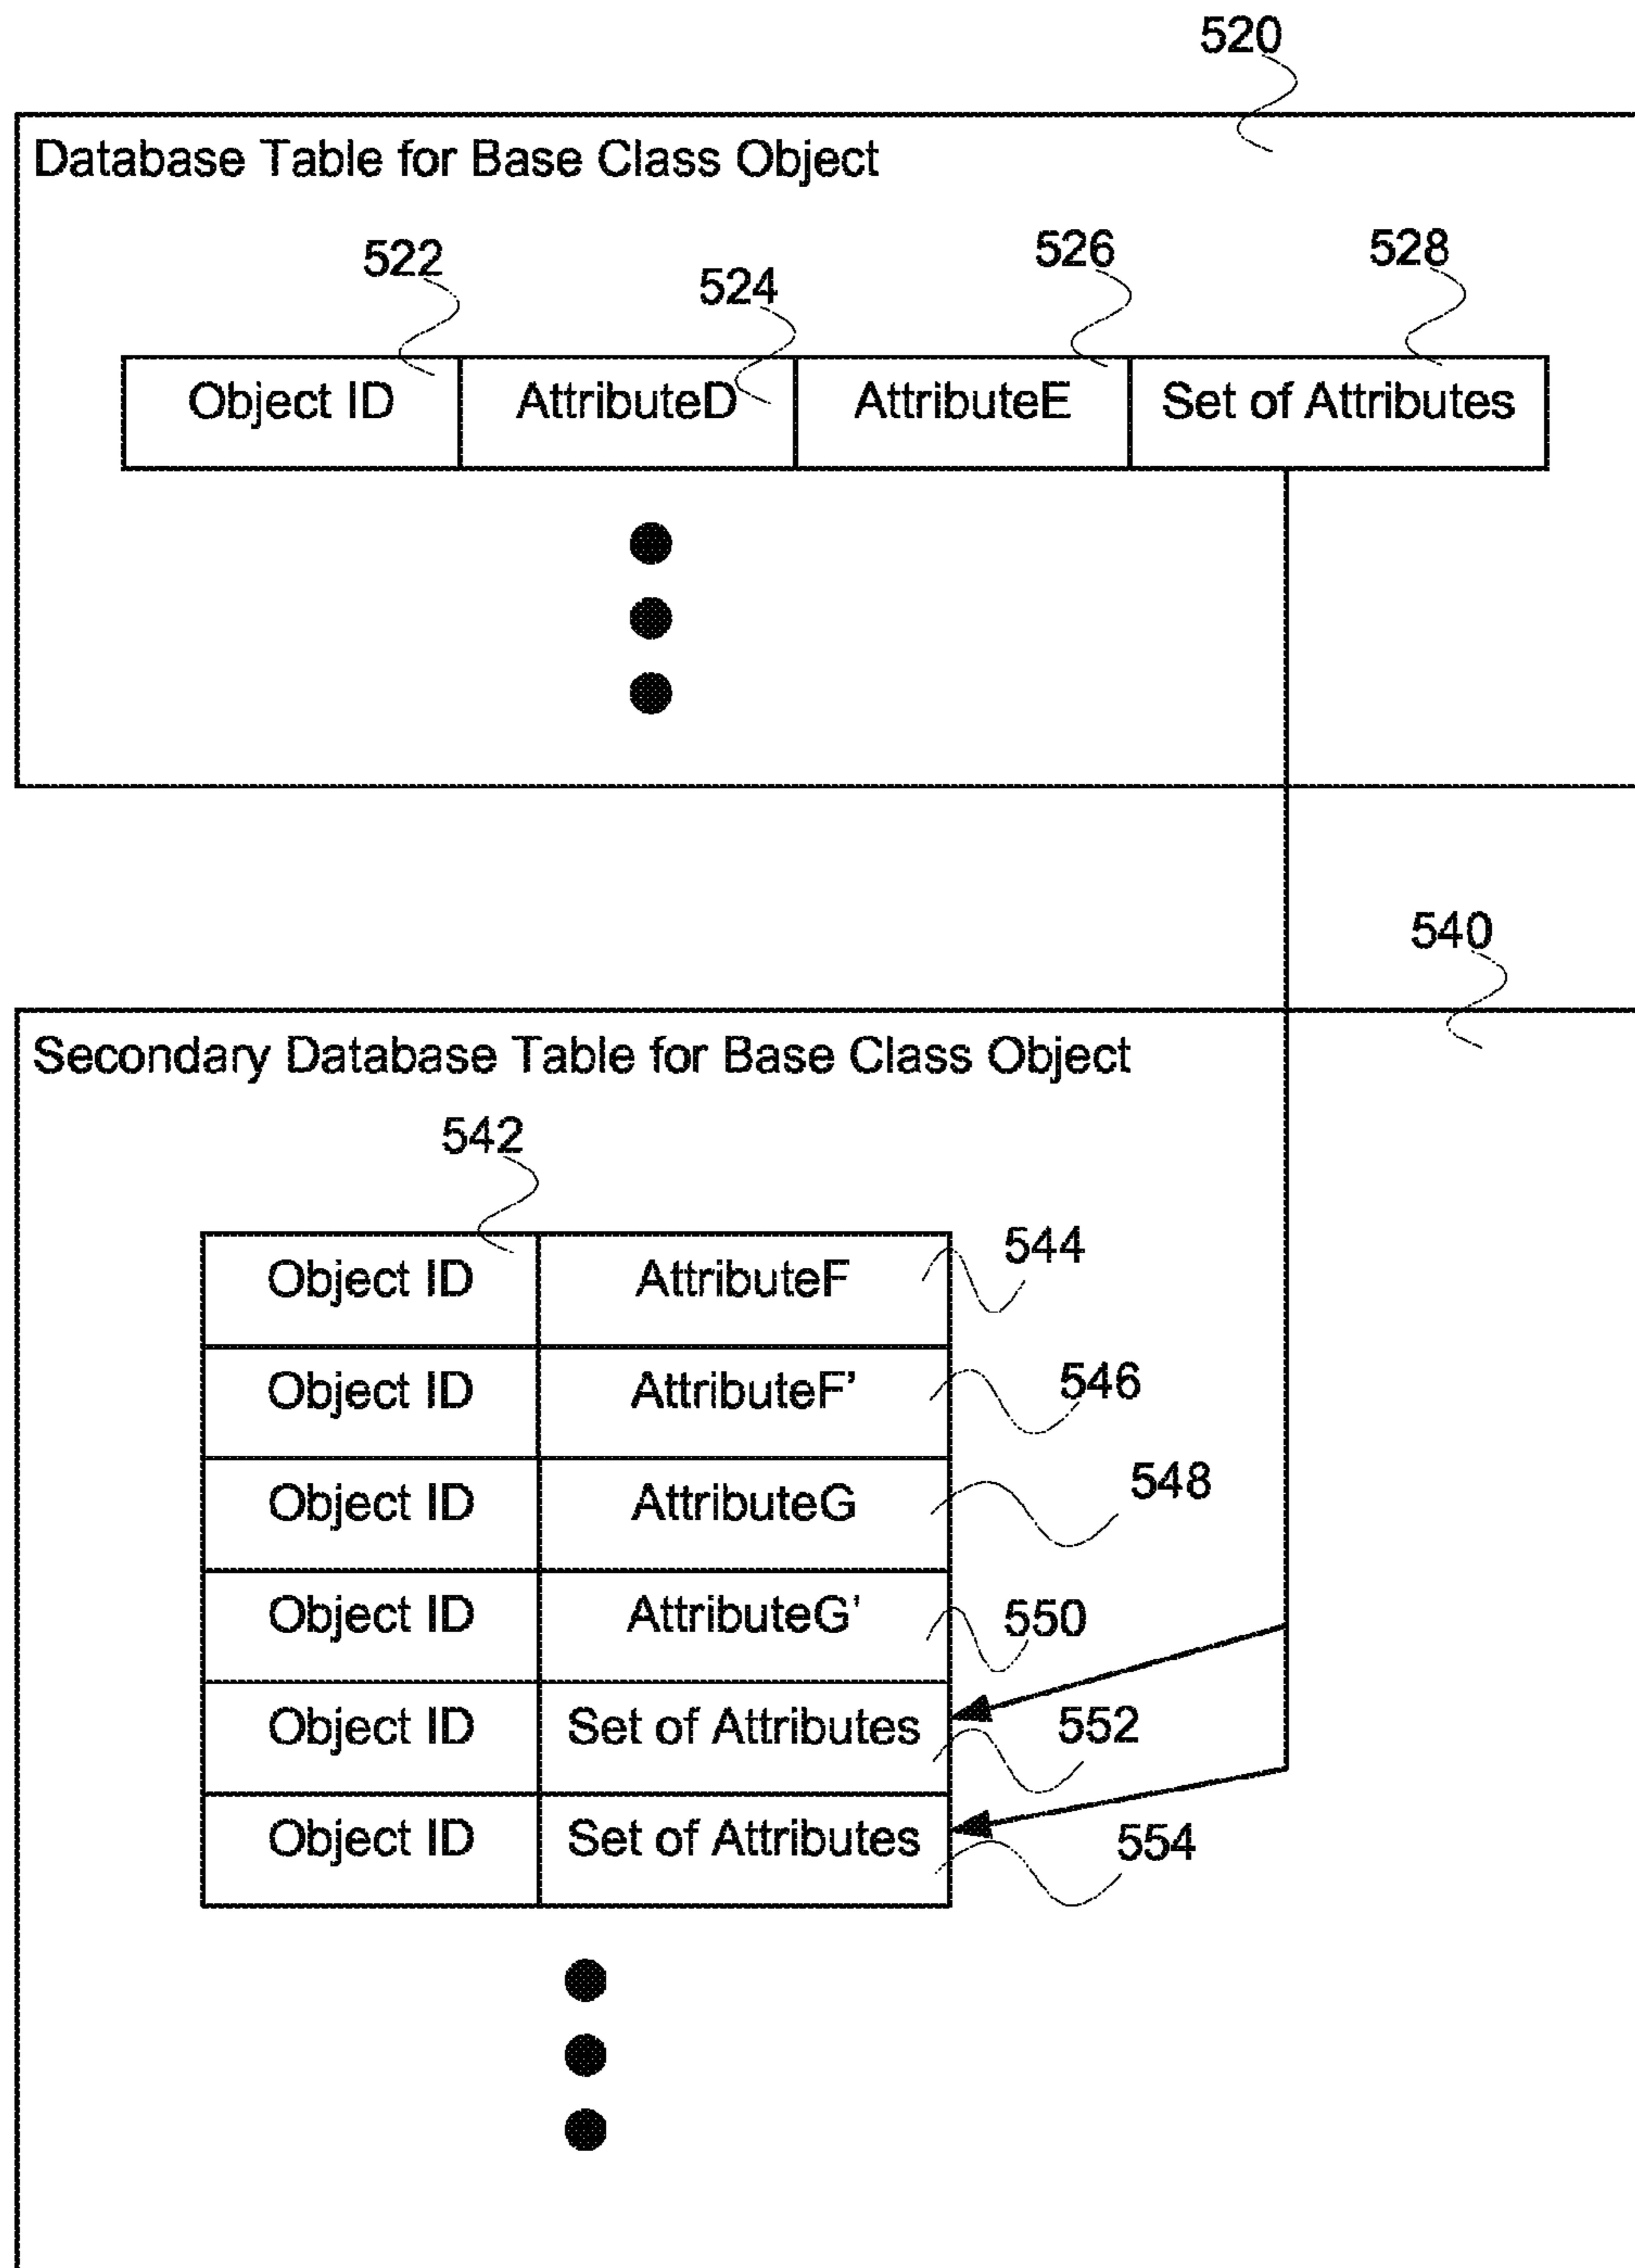 520
Database Table for Base Class Object
522
524
526
528
Object ID
AttributeD
AttributeE
Set of Attributes
540
Secondary Database Table for Base Class Object
542
Object ID
AttributeF
544
Object ID
AttributeF’
546
Object ID
AttributeG
548
Object ID
AttributeG’
550
Object ID
Set of Attributes
552
Object ID
Set of Attributes
554